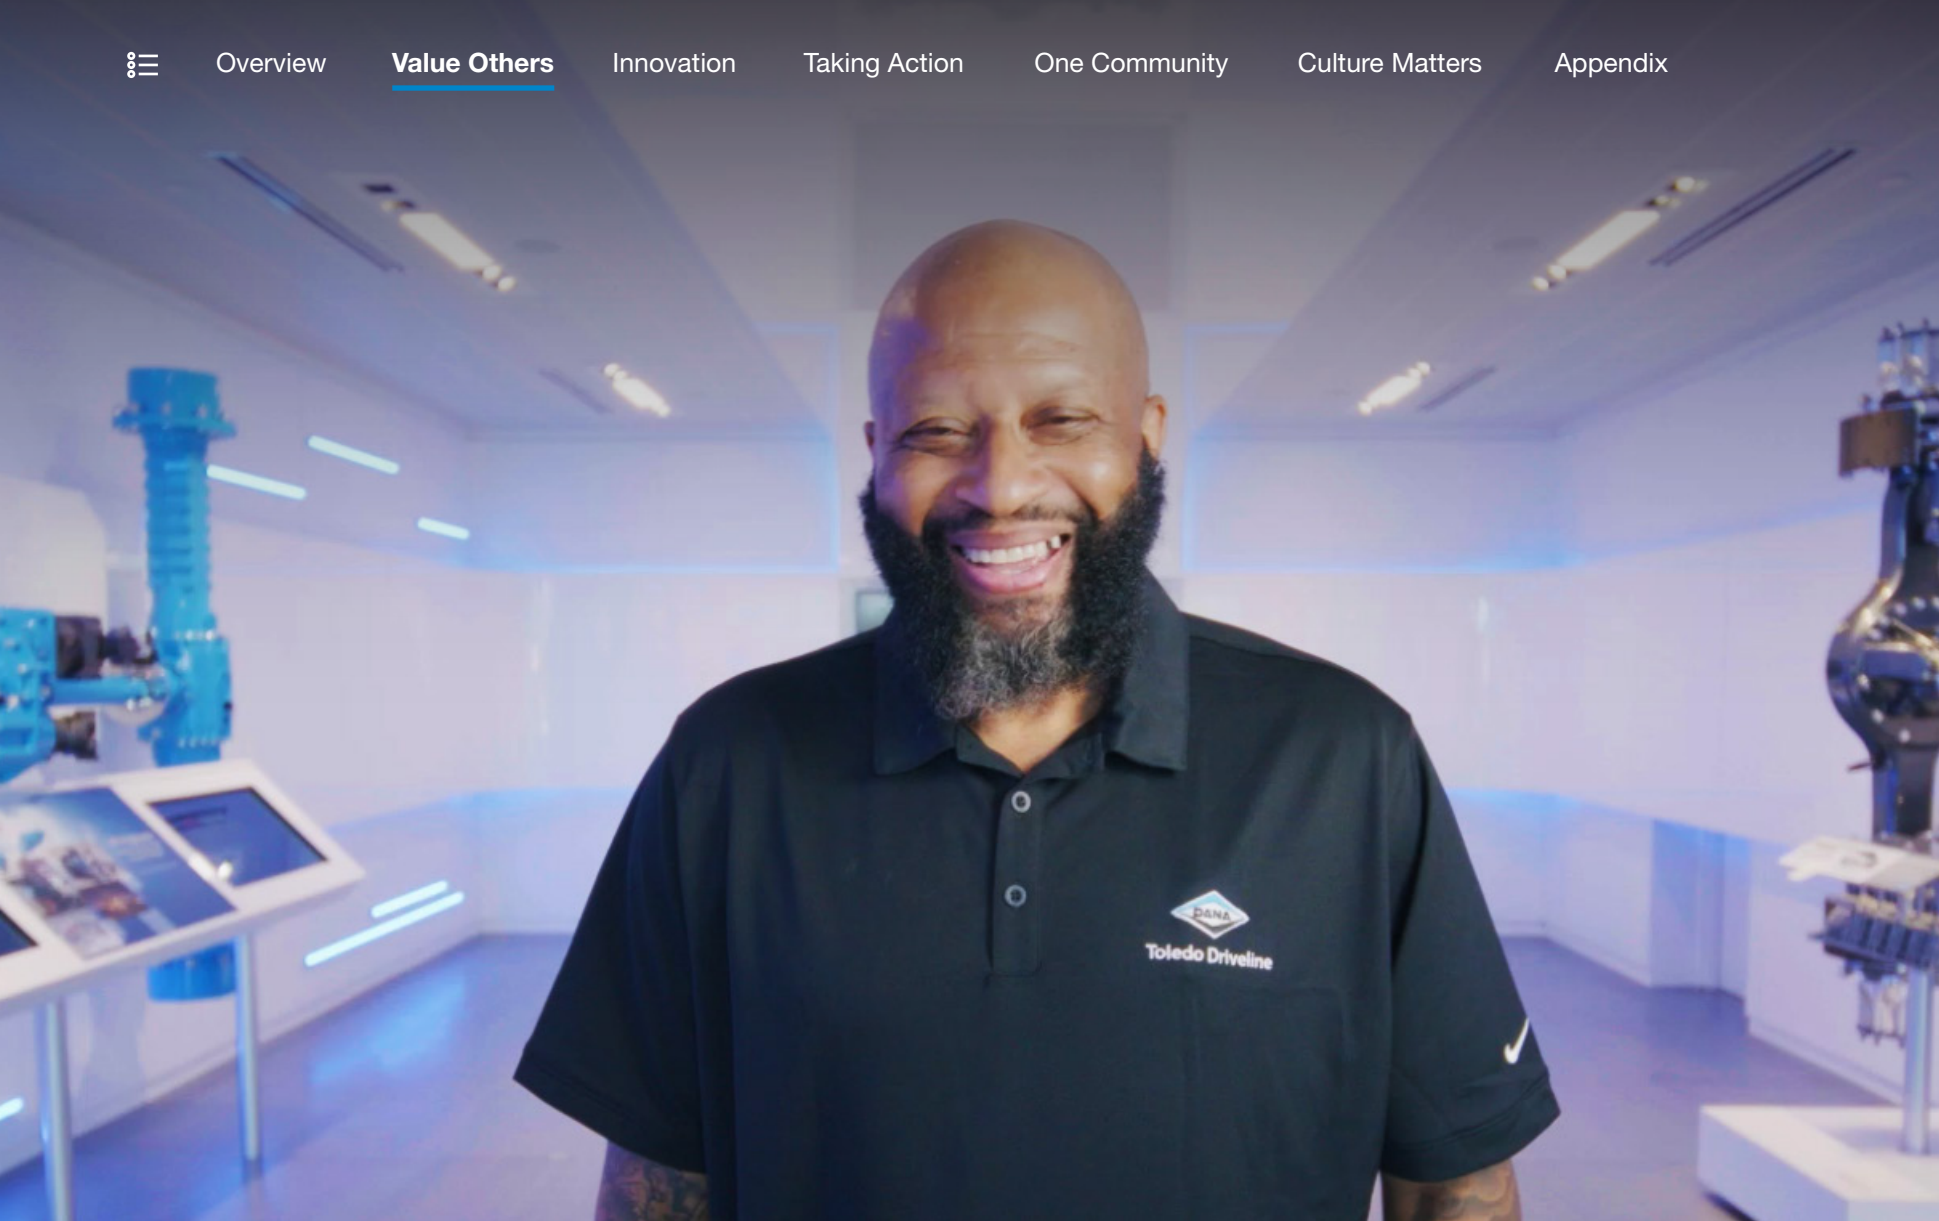 Overview
Value Others
Innovation
Taking Action
One Community
Culture Matters
Appendix
DANA
Toledo Driveline